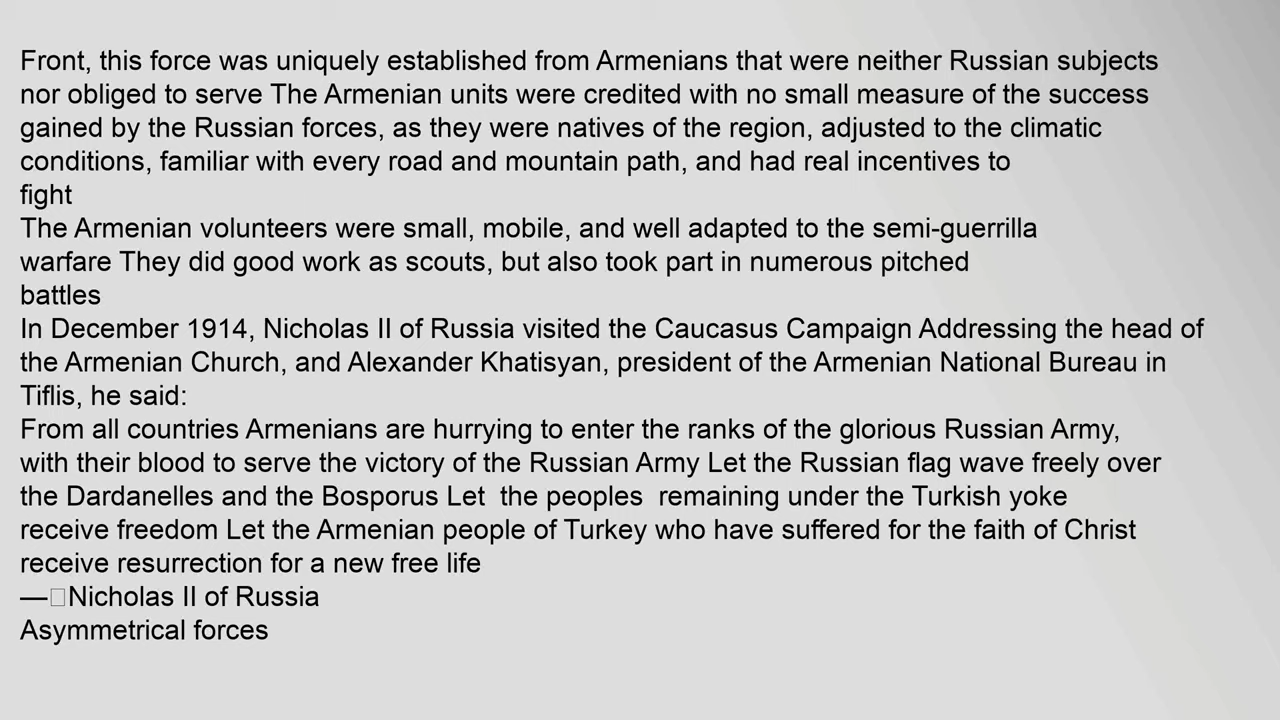 Front, this force was uniquely established from Armenians that were neither Russian subjects
nor obliged to serve The Armenian units were credited with no small measure of the success
gained by the Russian forces, as they were natives of the region, adjusted to the climatic
conditions, familiar with every road and mountain path, and had real incentives to
fight
The Armenian volunteers were small, mobile, and well adapted to the semi-guerrilla
warfare They did good work as scouts, but also took part in numerous pitched
battles
In December 1914, Nicholas II of Russia visited the Caucasus Campaign Addressing the head of
the Armenian Church, and Alexander Khatisyan, president of the Armenian National Bureau in
Tiflis, he said:
From all countries Armenians are hurrying to enter the ranks of the glorious Russian Army,
with their blood to serve the victory of the Russian Army Let the Russian flag wave freely over
the Dardanelles and the Bosporus Let  the peoples  remaining under the Turkish yoke
receive freedom Let the Armenian people of Turkey who have suffered for the faith of Christ
receive resurrection for a new free life
—□Nicholas II of Russia
Asymmetrical forces